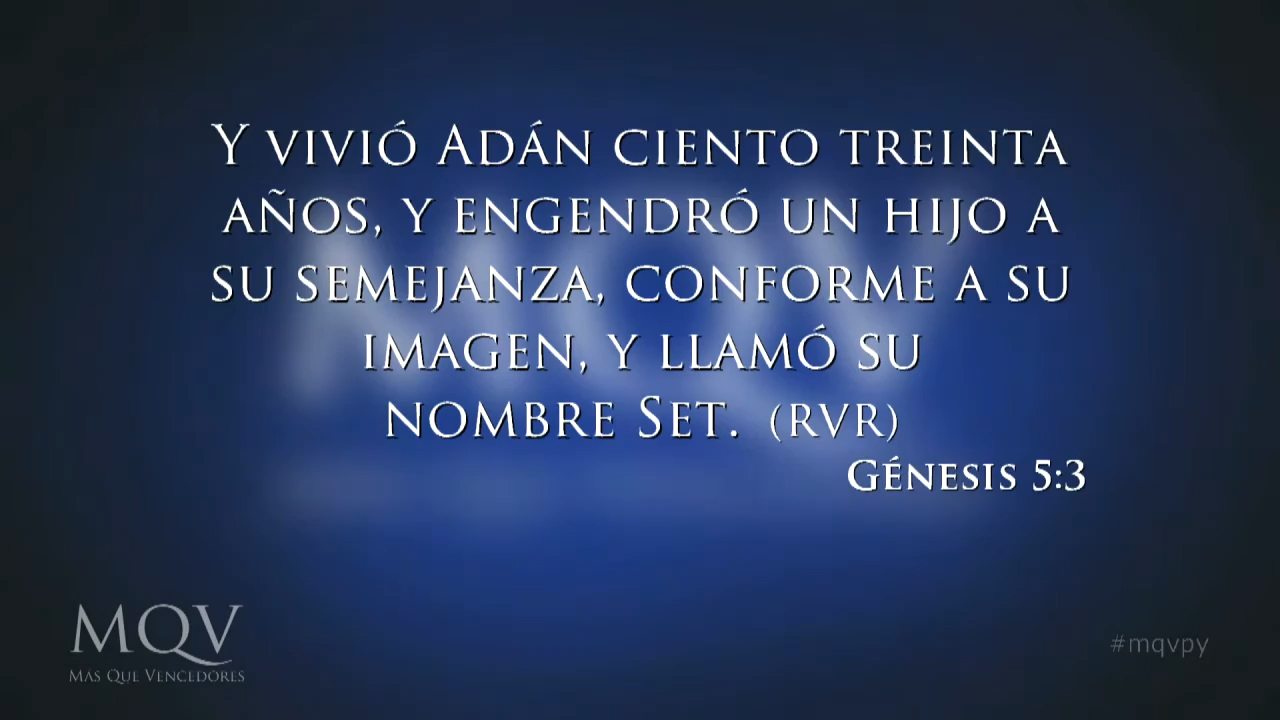 Y vivió Adán ciento treinta
años, y engendró un hijo a
su semejanza, conforme a su
imagen, y llamó su
nombre Set. (RVR)
Génesis 5:3
MQV
Más Que Vencedores
#mqvpy